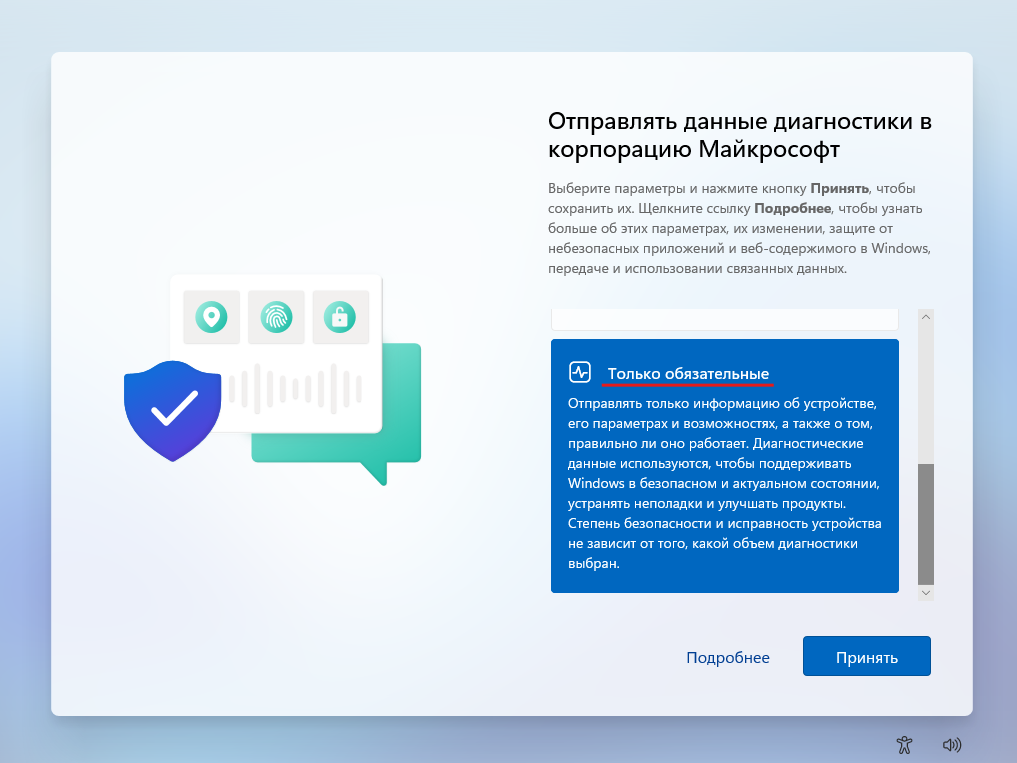 Отправлять данные диагностики в
корпорацию Майкрософт
Выберите параметры и нажмите кнопку Принять, чтобы
сохранить их. Щелкните ссылку Подробнее, чтобы узнать
больше об этих параметрах, их изменении, защите от
небезопасных приложений и веб-содержимого в Windows,
передаче и использовании связанных данных.
Только обязательные
Отправлять только информацию об устройстве,
его параметрах и возможностях, а также о том,
правильно ли оно работает. Диагностические
данные используются, чтобы поддерживать
Windows в безопасном и актуальном состоянии,
устранять неполадки и улучшать продукты.
Степень безопасности и исправность устройства
не зависит от того, какой объем диагностики
выбран.
Подробнее
Принять